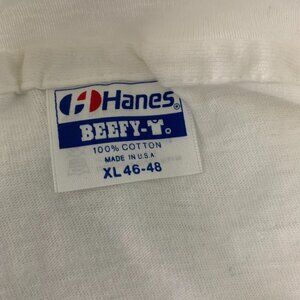 Hanes®
BEEFY-T®
100% COTTON
MADE IN U.S.A.
XL 46-48